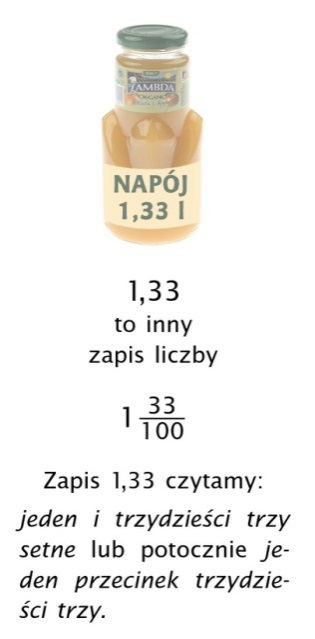 LAMBDA
NAPÓJ
1,33 l
1,33
to inny
zapis liczby
1 33/100
Zapis 1,33 czytamy:
jeden i trzydzieści trzy
setne lub potocznie je-
den przecinek trzydzie-
ści trzy.